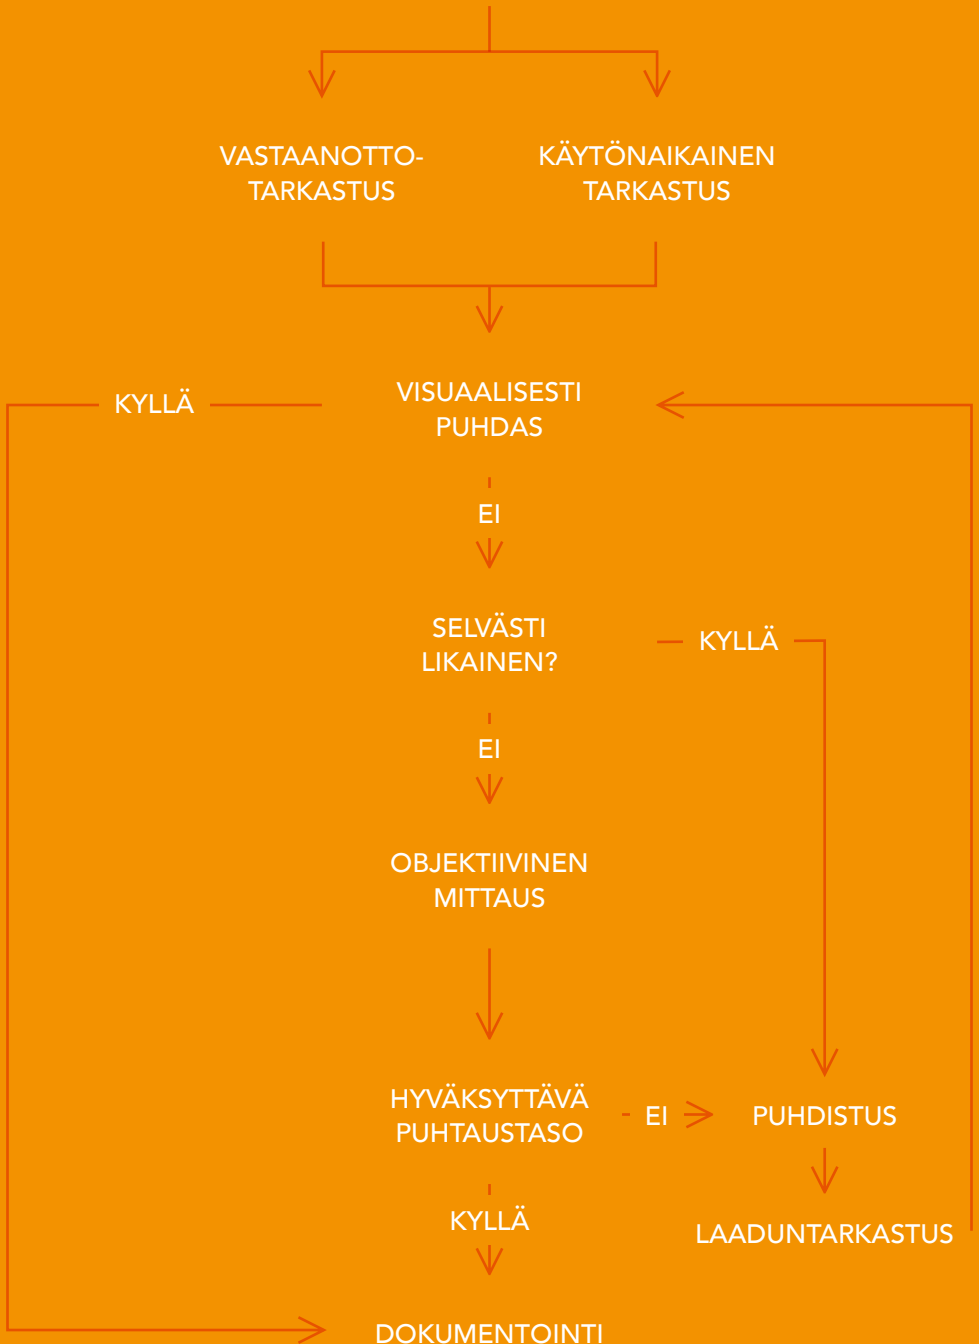 VASTAANOTTO-
TARKASTUS
KÄYTÖNAIKAINEN
TARKASTUS
KYLLÄ
VISUAALISESTI
PUHDAS
EI
SELVÄSTI
LIKAINEN?
KYLLÄ
EI
OBJEKTIIVINEN
MITTAUS
HYVÄKSYTTÄVÄ
PUHTAUSTASO
EI
PUHDISTUS
KYLLÄ
LAADUNTARKASTUS
DOKUMENTOINTI